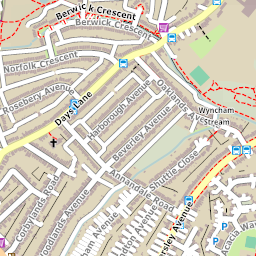 Berwick Crescent
Berwick Crescent
Norfolk Crescent
Rosebery Avenue
Days Lane
Harborough Avenue
Oaklands Avenue
Wyncham
Stream
Beverley Avenue
Shuttle Close
Annandale Road
Corbylands Road
Woodlands Avenue